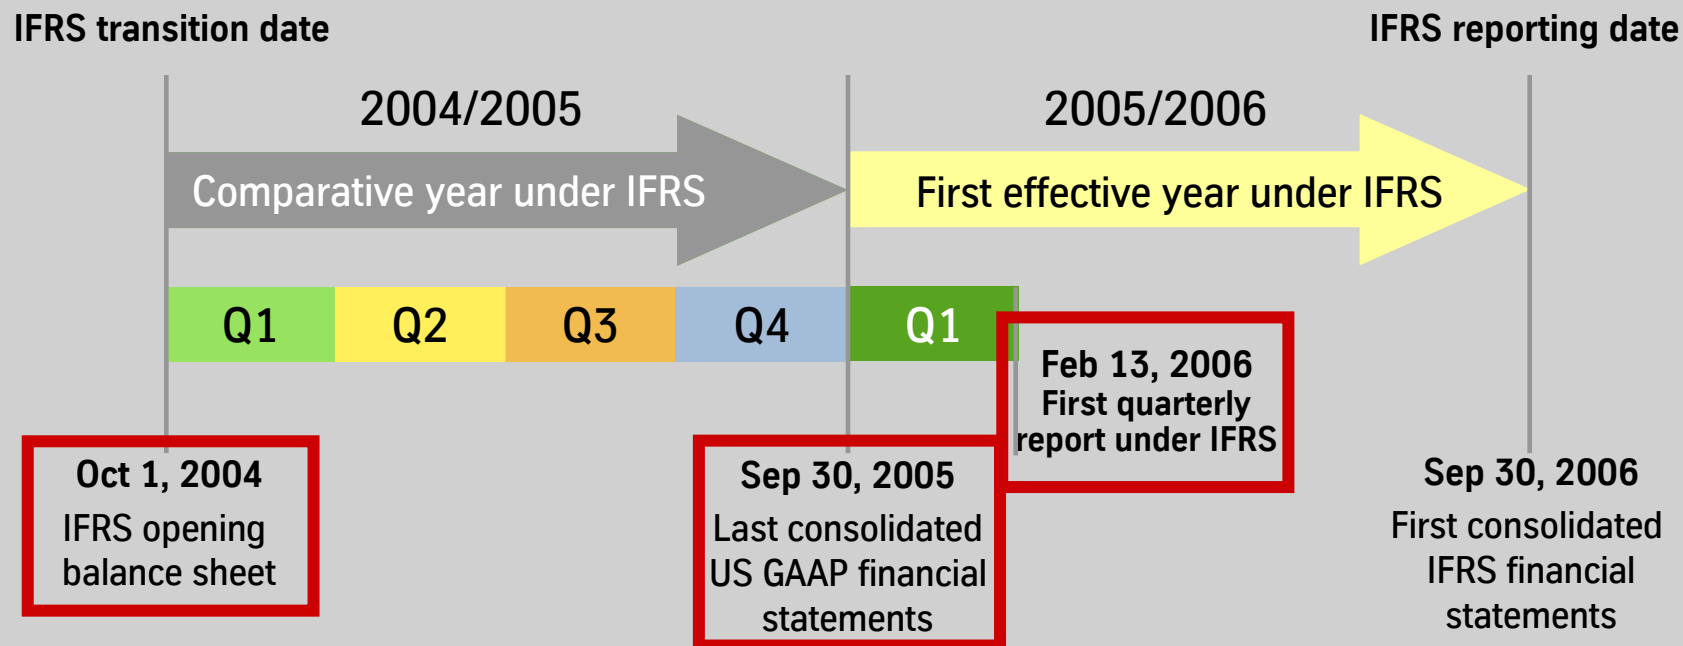 IFRS transition date
IFRS reporting date
2004/2005
2005/2006
Comparative year under IFRS
First effective year under IFRS
Q1
Q2
Q3
Q4
Q1
Feb 13, 2006
First quarterly
report under IFRS
Oct 1, 2004
IFRS opening
balance sheet
Sep 30, 2005
Last consolidated
US GAAP financial
statements
Sep 30, 2006
First consolidated
IFRS financial
statements